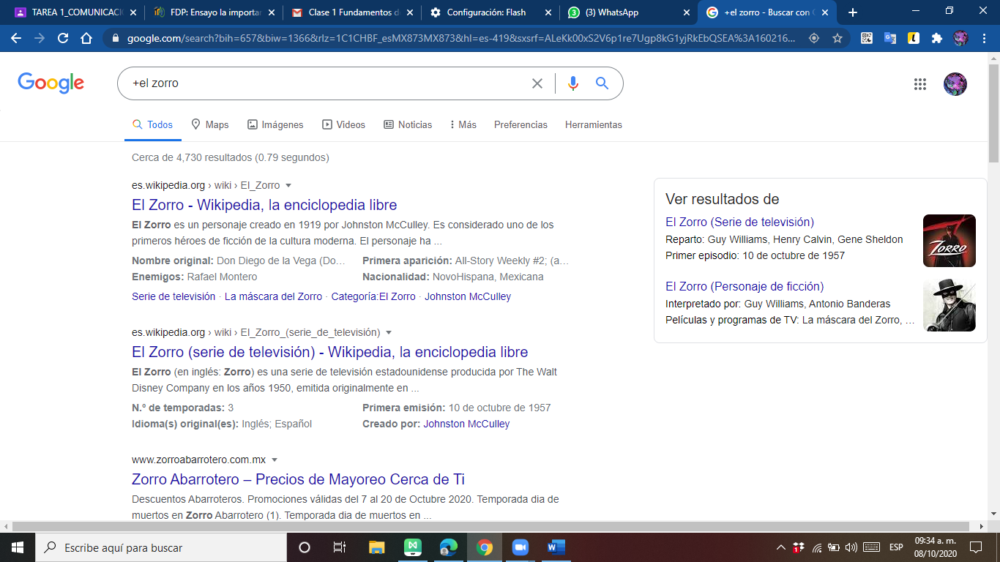 TAREA 1_COMUNICACI
FDP: Ensayo la importan
Clase 1 Fundamentos d
Configuración: Flash
(3) WhatsApp
+el zorro - Buscar con
google.com/search?bih=657&biw=1366&rlz=1C1CHBF_esMX873MX873&hl=es-419&sxsrf=ALeKk00xS2V6p1re7Ugp8kG1yjRkEbQSEA%3A160216...
Google
+el zorro
Todos
Maps
Imágenes
Videos
Noticias
Más
Preferencias
Herramientas
Cerca de 4,730 resultados (0.79 segundos)
es.wikipedia.org › wiki › El_Zorro
El Zorro - Wikipedia, la enciclopedia libre
El Zorro es un personaje creado en 1919 por Johnston McCulley. Es considerado uno de los
primeros héroes de ficción de la cultura moderna. El personaje ha ...
Nombre original: Don Diego de la Vega (Do…
Primera aparición: All-Story Weekly #2; (a…
Enemigos: Rafael Montero
Nacionalidad: NovoHispana, Mexicana
Serie de televisión · La máscara del Zorro · Categoría:El Zorro · Johnston McCulley
es.wikipedia.org › wiki › El_Zorro_(serie_de_televisión)
El Zorro (serie de televisión) - Wikipedia, la enciclopedia libre
El Zorro (en inglés: Zorro) es una serie de televisión estadounidense producida por The Walt
Disney Company en los años 1950, emitida originalmente en ...
N.º de temporadas: 3
Primera emisión: 10 de octubre de 1957
Idioma(s) original(es): Inglés; Español
Creado por: Johnston McCulley
www.zorroabarrotero.com.mx
Zorro Abarrotero – Precios de Mayoreo Cerca de Ti
Descuentos Abarroteros. Promociones válidas del 7 al 20 de Octubre 2020. Temporada dia de
muertos en Zorro Abarrotero (1). Temporada dia de muertos en ...
Ver resultados de
El Zorro (Serie de televisión)
Reparto: Guy Williams, Henry Calvin, Gene Sheldon
Primer episodio: 10 de octubre de 1957
ZORRO
El Zorro (Personaje de ficción)
Interpretado por: Guy Williams, Antonio Banderas
Películas y programas de TV: La máscara del Zorro, …
Escribe aquí para buscar
ESP
09:34 a. m.
08/10/2020